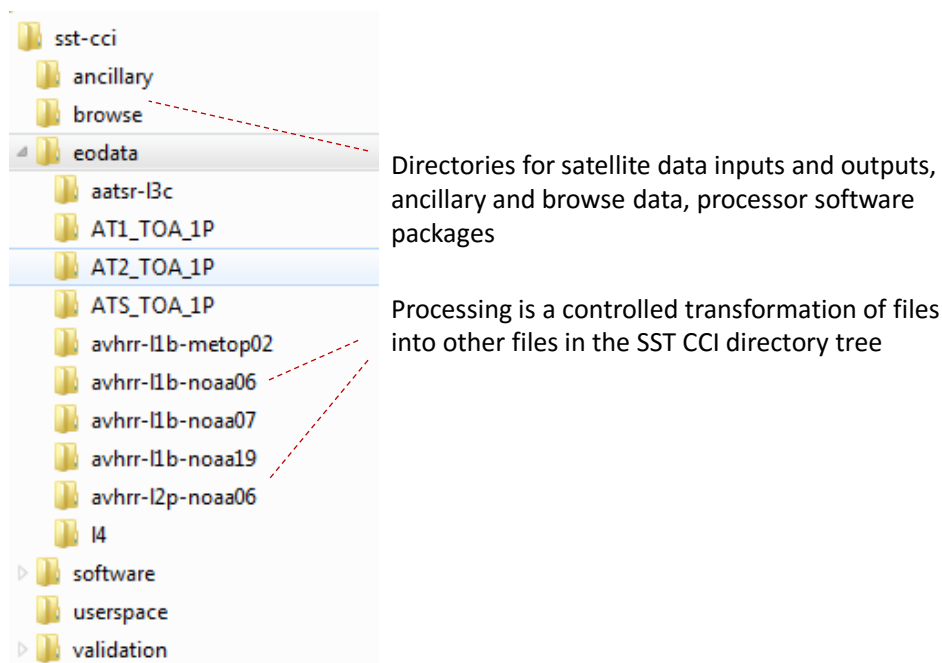 sst-cci
ancillary
browse
eodata
aatsr-l3c
AT1_TOA_1P
AT2_TOA_1P
ATS_TOA_1P
avhrr-l1b-metop02
avhrr-l1b-noaa06
avhrr-l1b-noaa07
avhrr-l1b-noaa19
avhrr-l2p-noaa06
l4
software
userspace
validation
Directories for satellite data inputs and outputs,
ancillary and browse data, processor software
packages
Processing is a controlled transformation of files
into other files in the SST CCI directory tree